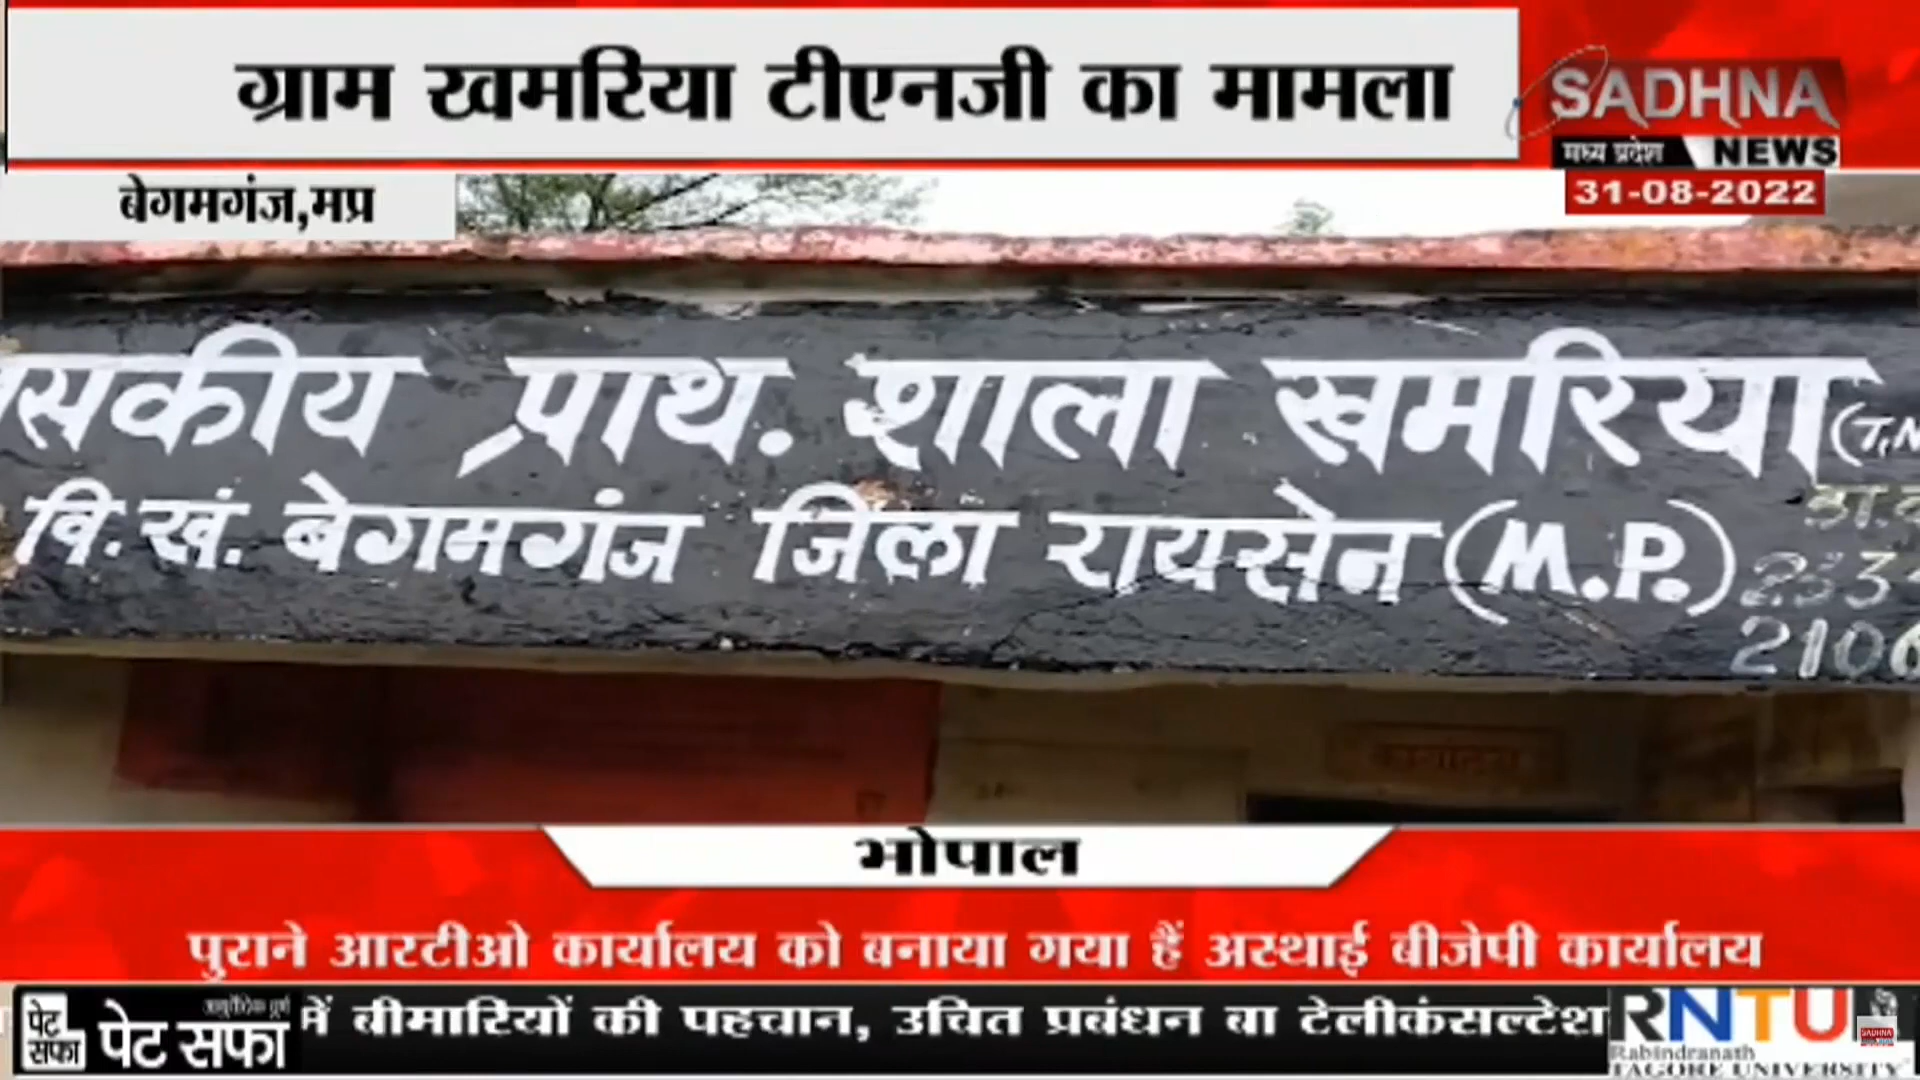 ग्राम खमरिया टीएनजी का मामला
SADHNA
मध्य प्रदेश NEWS
31-08-2022
बेगमगंज,मप्र
सकीय प्राथ. शाला खमरिया (T.N
वि.खं. बेगमगंज जिला रायसेन (M.P.)
2106
भोपाल
पुराने आरटीओ कार्यालय को बनाया गया हैं अस्थाई बीजेपी कार्यालय
पेट सफा
पेट सफा
में बीमारियों की पहचान, उचित प्रबंधन बा टेलीकंसल्टेश
RNTU
Rabindranath
TAGORE UNIVERSITY